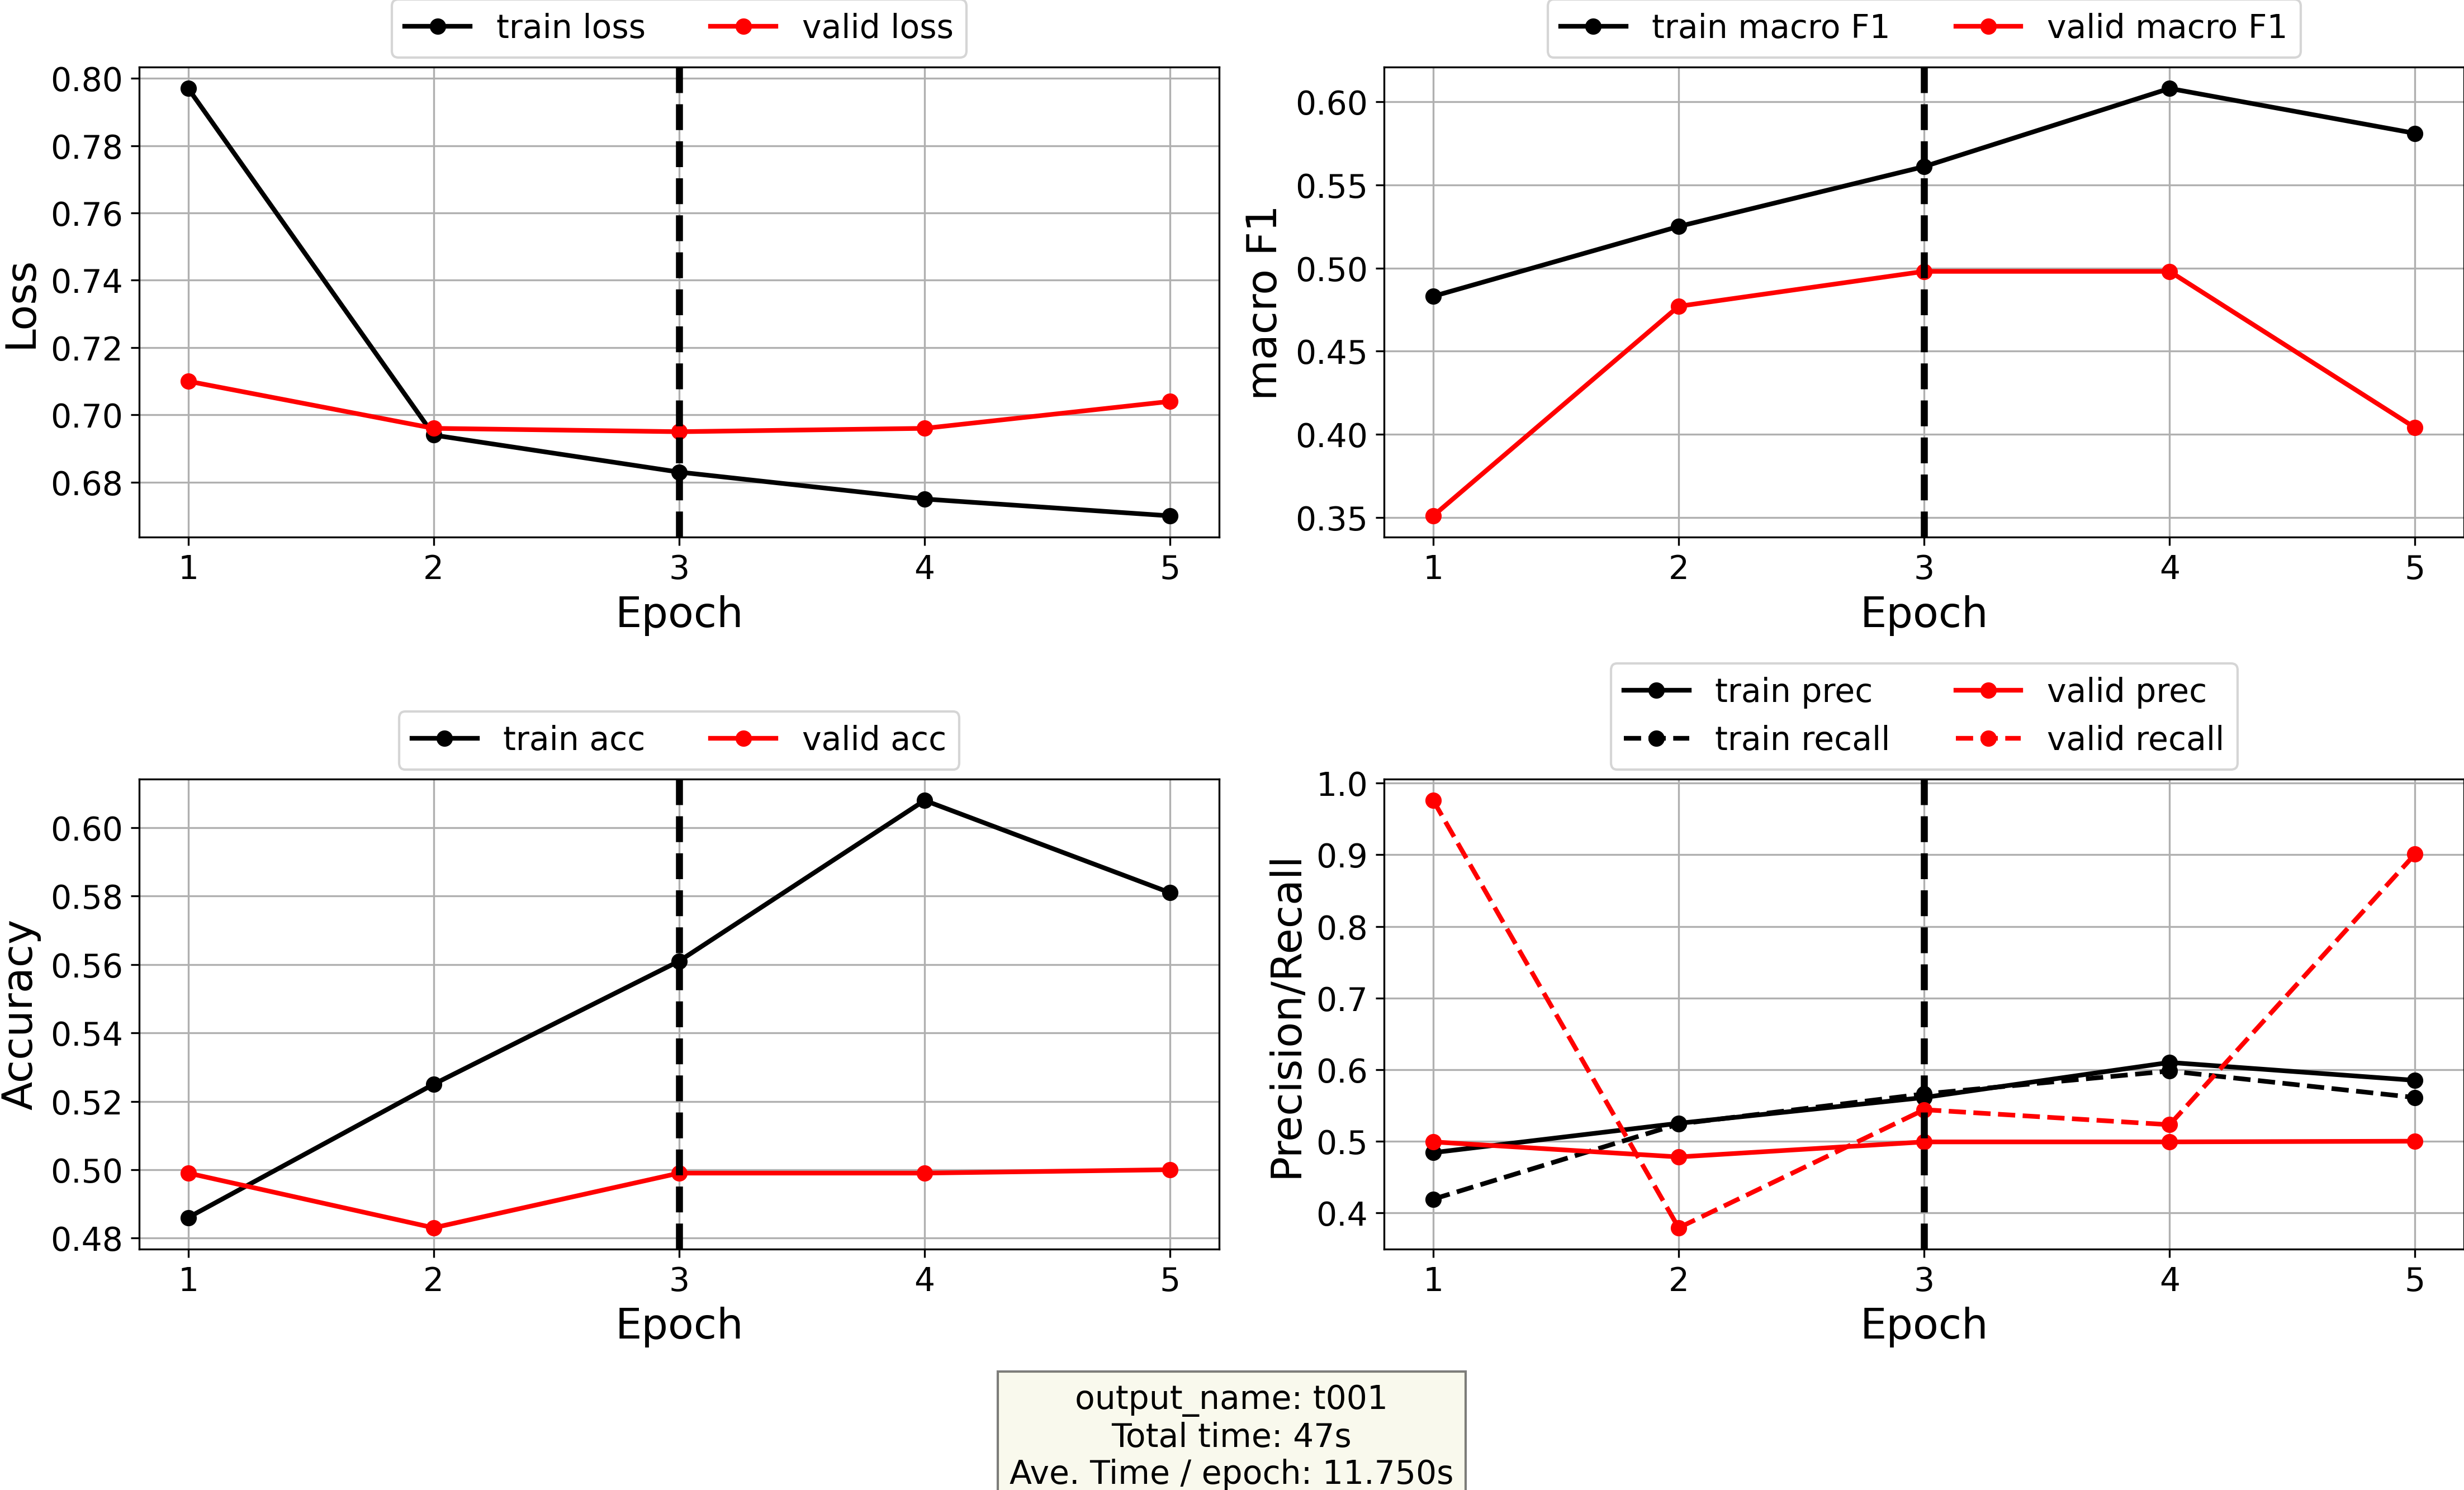 train loss valid loss
0.80
0.78
0.76
0.74
0.72
0.70
0.68
Loss
1 2 3 4 5
Epoch
train macro F1 valid macro F1
0.60
0.55
0.50
0.45
0.40
0.35
macro F1
1 2 3 4 5
Epoch
train acc valid acc
0.60
0.58
0.56
0.54
0.52
0.50
0.48
Accuracy
1 2 3 4 5
Epoch
train prec valid prec
train recall valid recall
1.0
0.9
0.8
0.7
0.6
0.5
0.4
Precision/Recall
1 2 3 4 5
Epoch
output_name: t001
Total time: 47s
Ave. Time / epoch: 11.750s